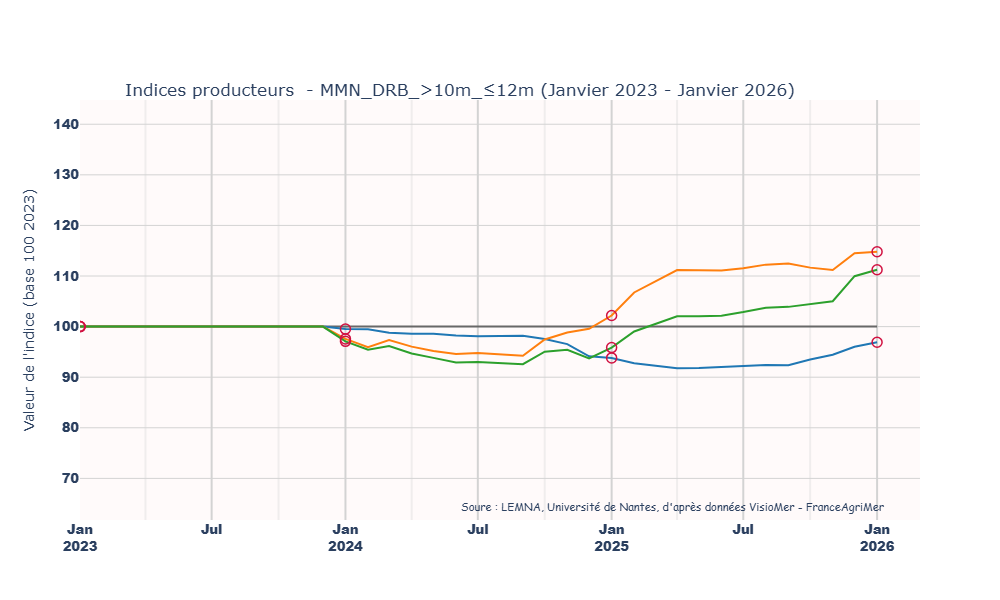 Indices producteurs  - MMN_DRB_>10m_≤12m (Janvier 2023 - Janvier 2026)
Valeur de l'indice (base 100 2023)
140
130
120
110
100
90
80
70
Soure : LEMNA, Université de Nantes, d'après données VisioMer - FranceAgriMer
Jan Jul Jan Jul Jan Jul Jan
2023 2024 2025 2026